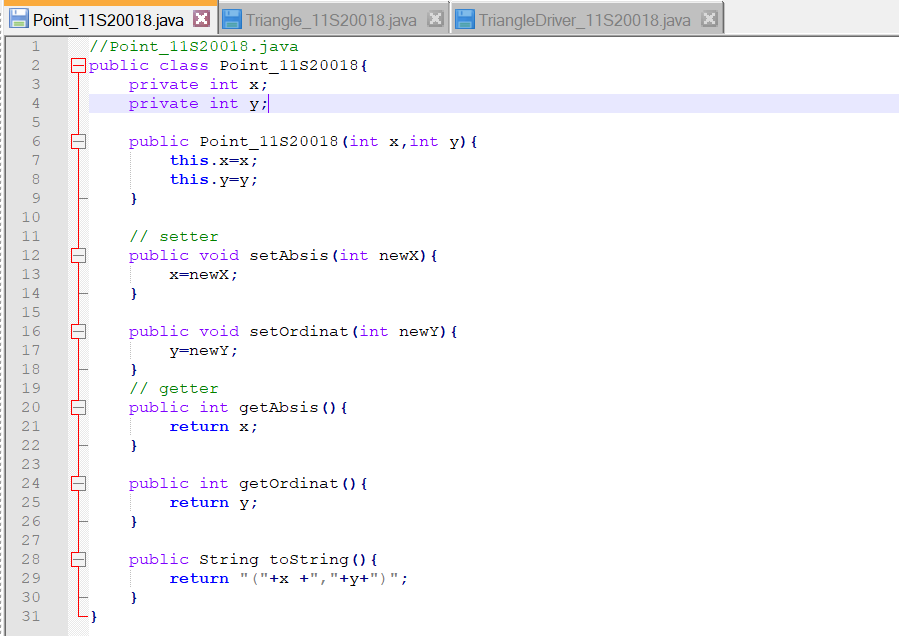 Point_11S20018.java Triangle_11S20018.java TriangleDriver_11S20018.java
1 //Point_11S20018.java
2 public class Point_11S20018{
3 private int x;
4 private int y;
5
6 public Point_11S20018(int x,int y){
7 this.x=x;
8 this.y=y;
9 }
10
11 // setter
12 public void setAbsis(int newX){
13 x=newX;
14 }
15
16 public void setOrdinat(int newY){
17 y=newY;
18 }
19 // getter
20 public int getAbsis(){
21 return x;
22 }
23
24 public int getOrdinat(){
25 return y;
26 }
27
28 public String toString(){
29 return "("+x +","+y+")";
30 }
31 }